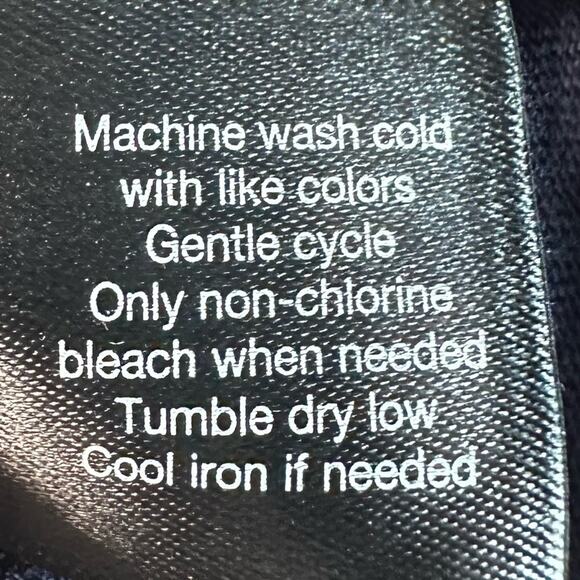 Machine wash cold
with like colors
Gentle cycle
Only non-chlorine
bleach when needed
Tumble dry low
Cool iron if needed